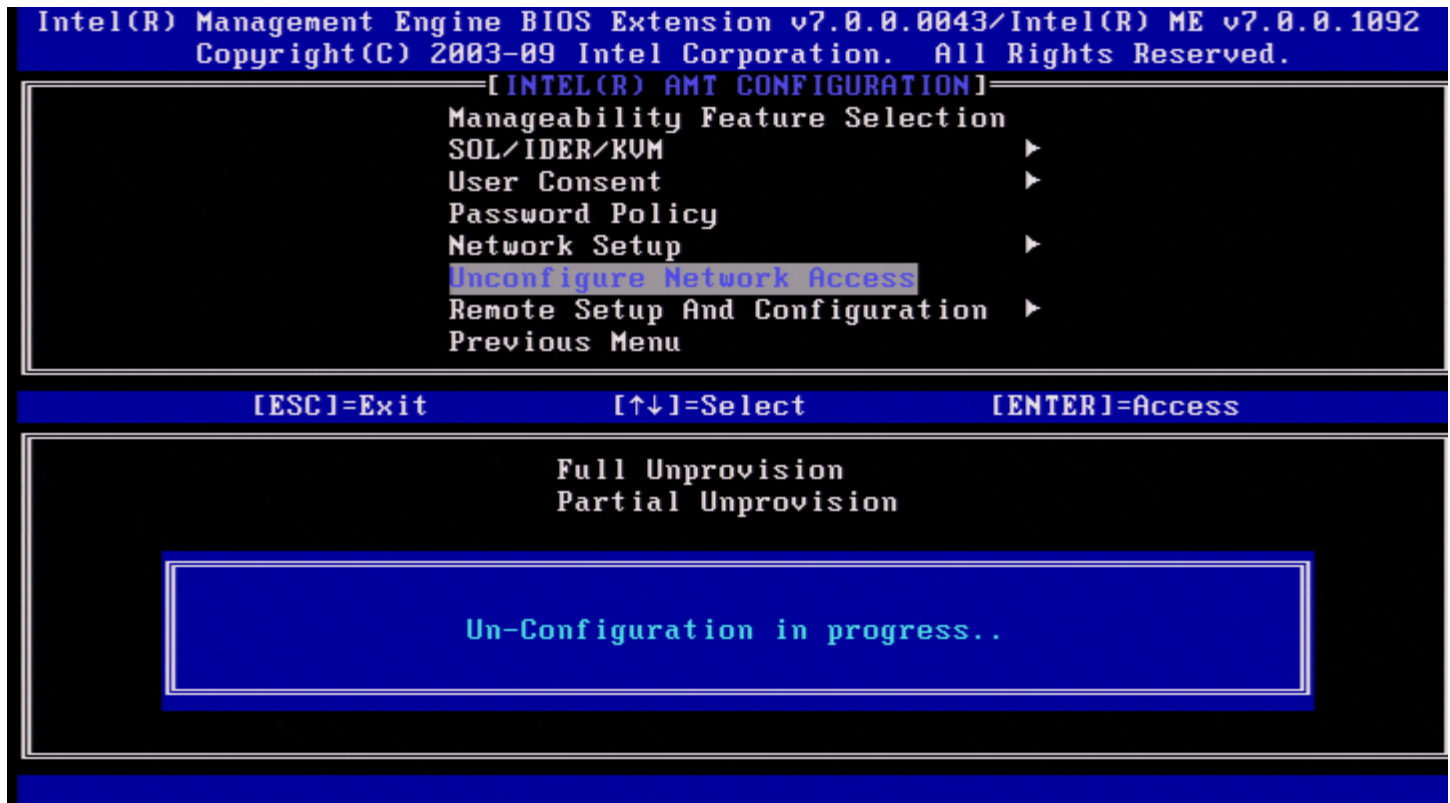 Intel(R) Management Engine BIOS Extension v7.0.0.0043/Intel(R) ME v7.0.0.1092
Copyright(C) 2003-09 Intel Corporation. All Rights Reserved.
[INTEL(R) AMT CONFIGURATION]
Manageability Feature Selection
SOL/IDER/KVM ►
User Consent ►
Password Policy
Network Setup ►
Unconfigure Network Access
Remote Setup And Configuration ►
Previous Menu
[ESC]=Exit [↑↓]=Select [ENTER]=Access
Full Unprovision
Partial Unprovision
Un-Configuration in progress..